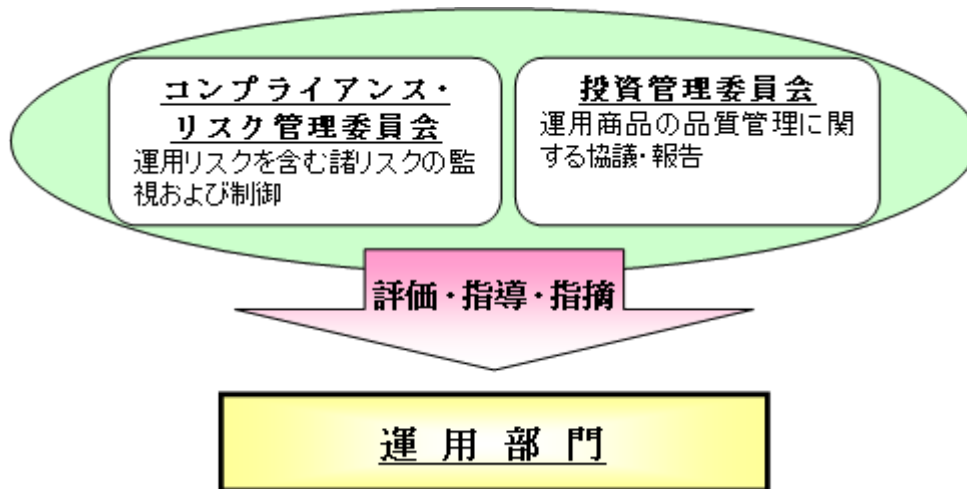 コンプライアンス・
リスク管理委員会
運用リスクを含む諸リスクの監
視および制御
投資管理委員会
運用商品の品質管理に関
する協議・報告
評価・指導・指摘
運用部門